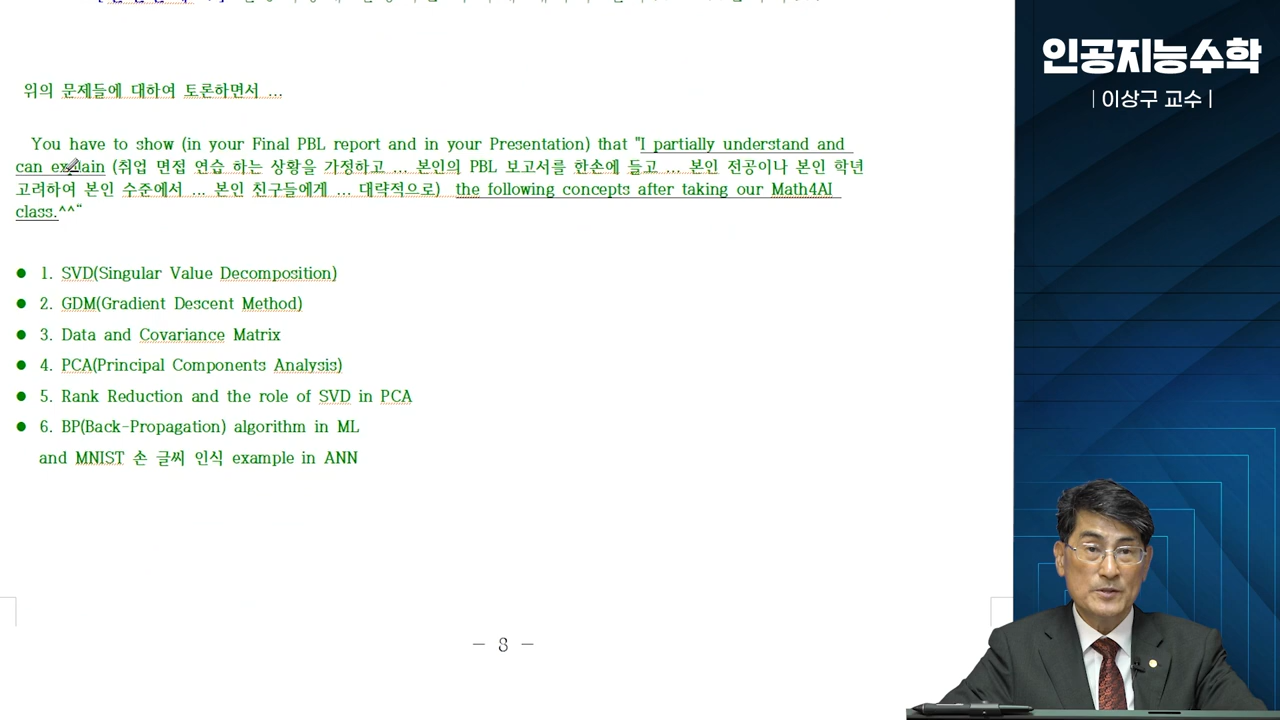 위의 문제들에 대하여 토론하면서 ...
You have to show (in your Final PBL report and in your Presentation) that "I partially understand and
can explain (취업 면접 연습 하는 상황을 가정하고 ... 본인의 PBL 보고서를 한손에 들고 ... 본인 전공이나 본인 학년
고려하여 본인 수준에서 ... 본인 친구들에게 ... 대략적으로) the following concepts after taking our Math4AI
class.^^"
● 1. SVD(Singular Value Decomposition)
● 2. GDM(Gradient Descent Method)
● 3. Data and Covariance Matrix
● 4. PCA(Principal Components Analysis)
● 5. Rank Reduction and the role of SVD in PCA
● 6. BP(Back-Propagation) algorithm in ML
and MNIST 손 글씨 인식 example in ANN
- 8 -
인공지능수학
| 이상구 교수 |